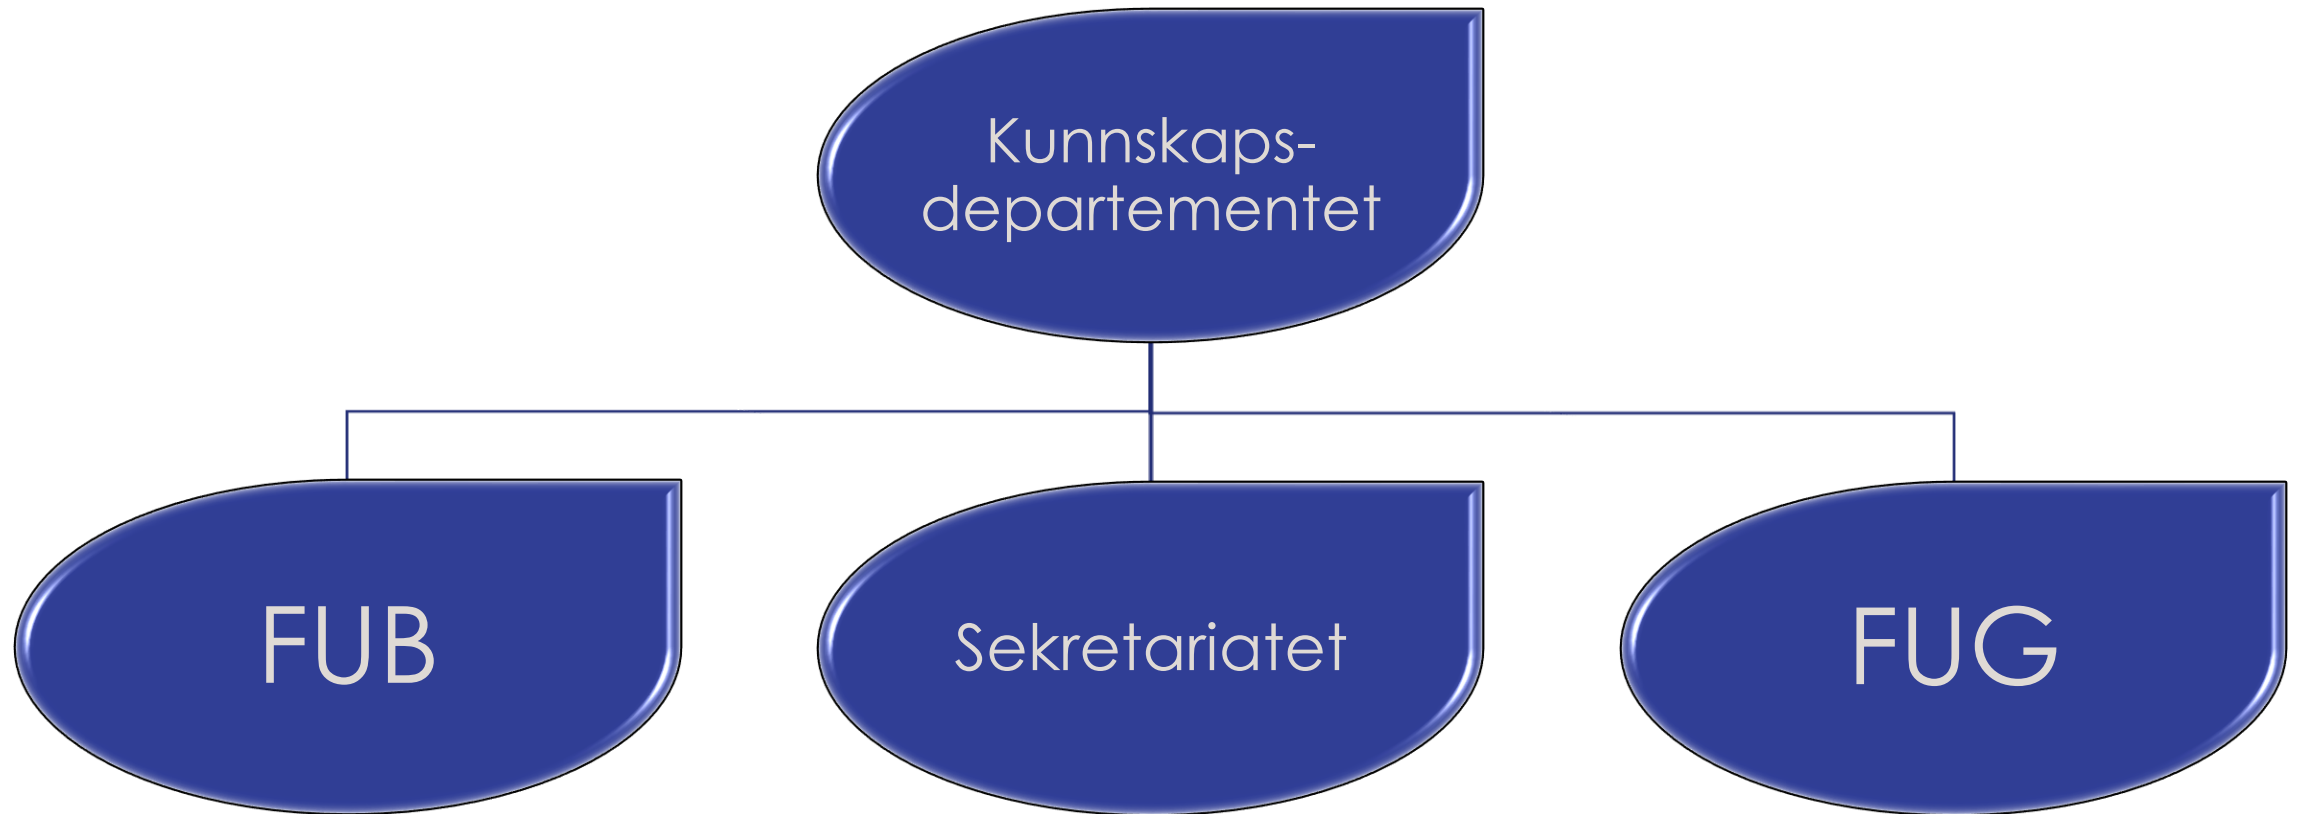 Kunnskaps-
departementet
FUB
Sekretariatet
FUG